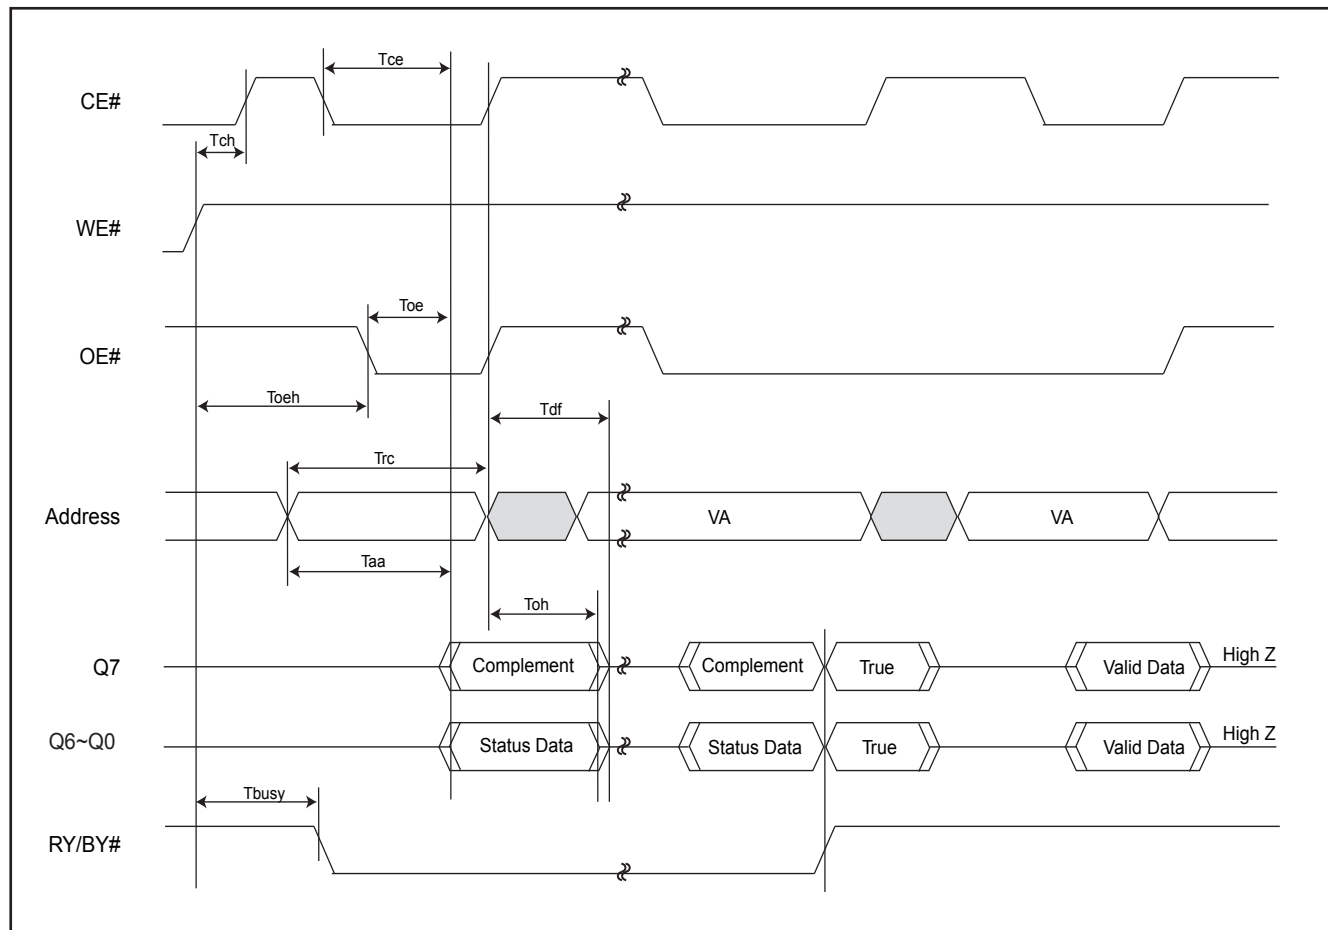 Tce
CE#
Tch
WE#
Toe
OE#
Toeh
Tdf
Trc
Address
VA
VA
Taa
Toh
Q7
Complement
Complement
True
Valid Data
High Z
Q6~Q0
Status Data
Status Data
True
Valid Data
High Z
Tbusy
RY/BY#